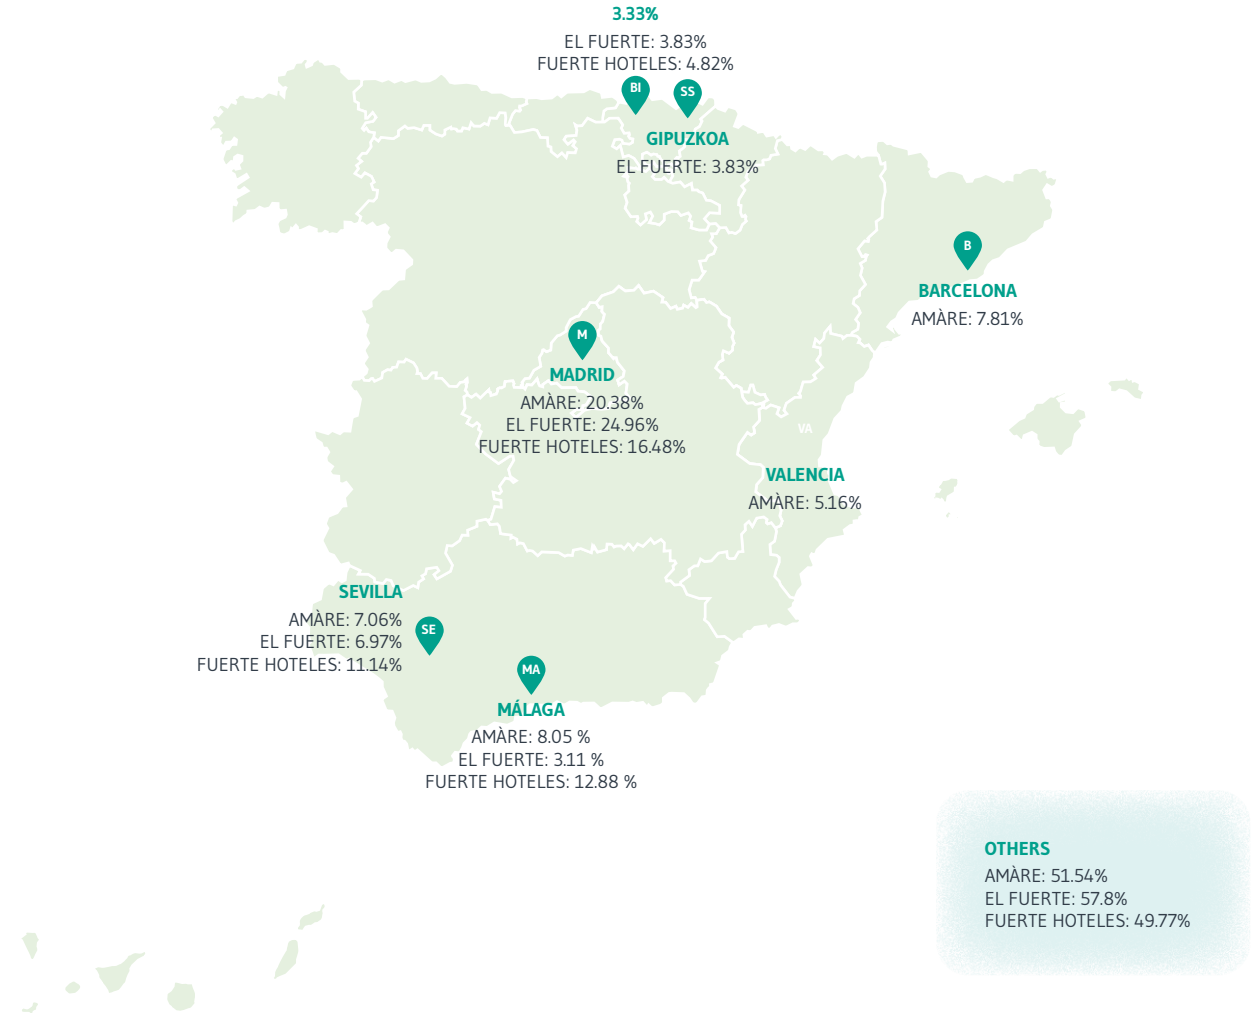 3.33%
EL FUERTE: 3.83%
FUERTE HOTELES: 4.82%
BI
SS
GIPUZKOA
EL FUERTE: 3.83%
B
BARCELONA
AMÀRE: 7.81%
M
MADRID
AMÀRE: 20.38%
EL FUERTE: 24.96%
FUERTE HOTELES: 16.48%
VA
VALENCIA
AMÀRE: 5.16%
SEVILLA
AMÀRE: 7.06%
EL FUERTE: 6.97%
FUERTE HOTELES: 11.14%
SE
MA
MÁLAGA
AMÀRE: 8.05 %
EL FUERTE: 3.11 %
FUERTE HOTELES: 12.88 %
OTHERS
AMÀRE: 51.54%
EL FUERTE: 57.8%
FUERTE HOTELES: 49.77%